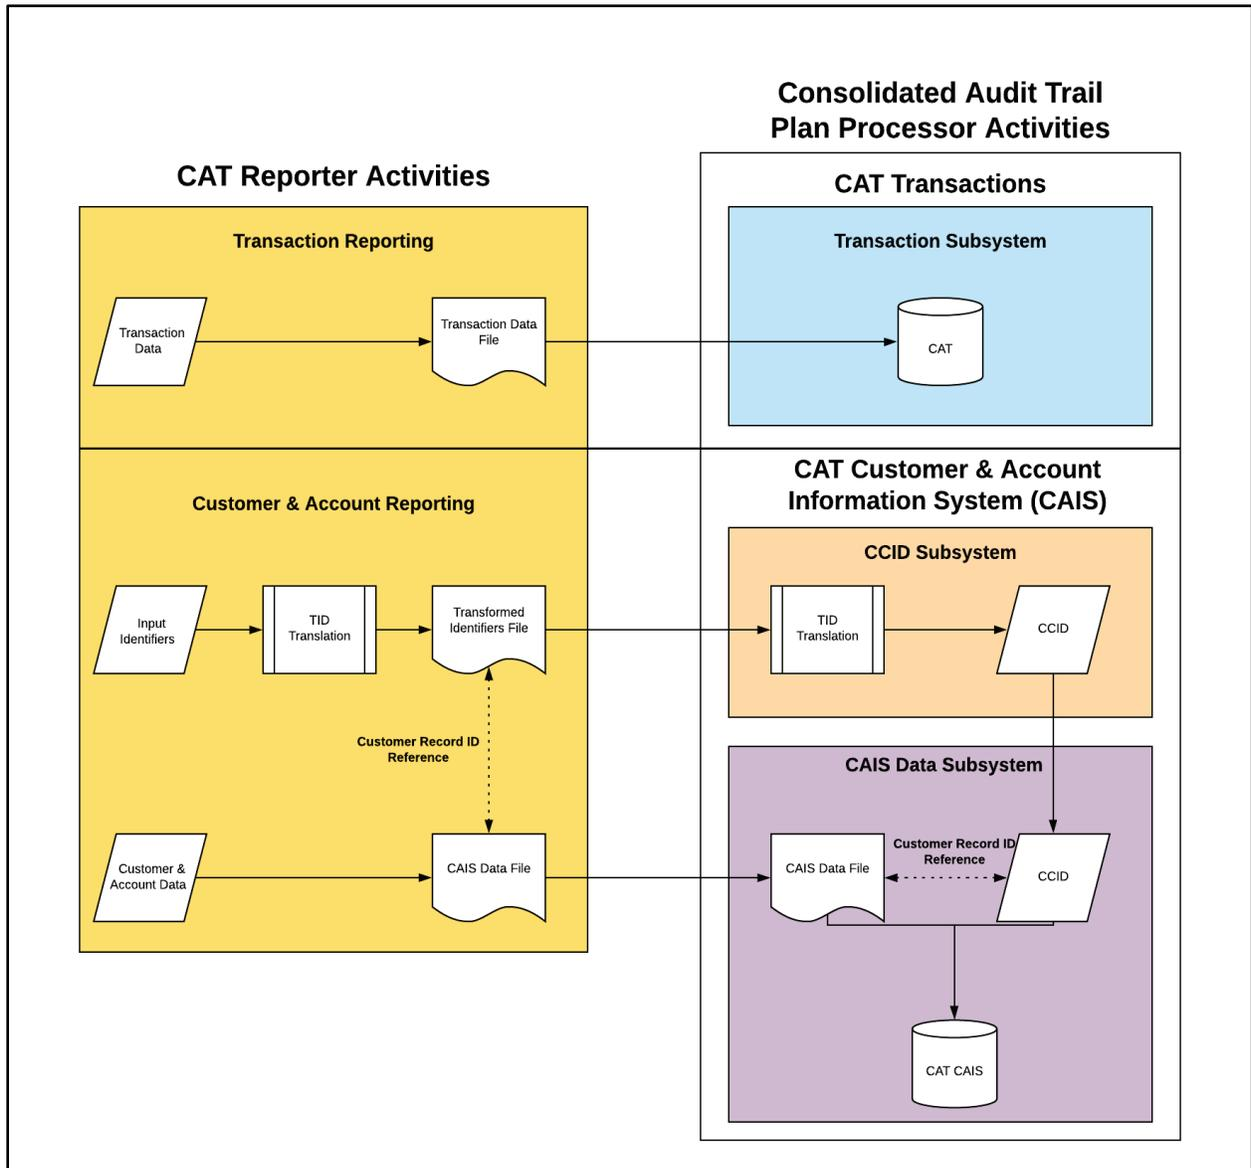 Consolidated Audit Trail
Plan Processor Activities
CAT Reporter Activities
CAT Transactions
Transaction Reporting
Transaction Subsystem
Transaction
Data
Transaction Data
File
CAT
CAT Customer & Account
Information System (CAIS)
Customer & Account Reporting
CCID Subsystem
Input
Identifiers
TID
Translation
Transformed
Identifiers File
TID
Translation
CCID
Customer Record ID
Reference
CAIS Data Subsystem
Customer &
Account Data
CAIS Data File
CAIS Data File
Customer Record ID
Reference
CCID
CAT CAIS